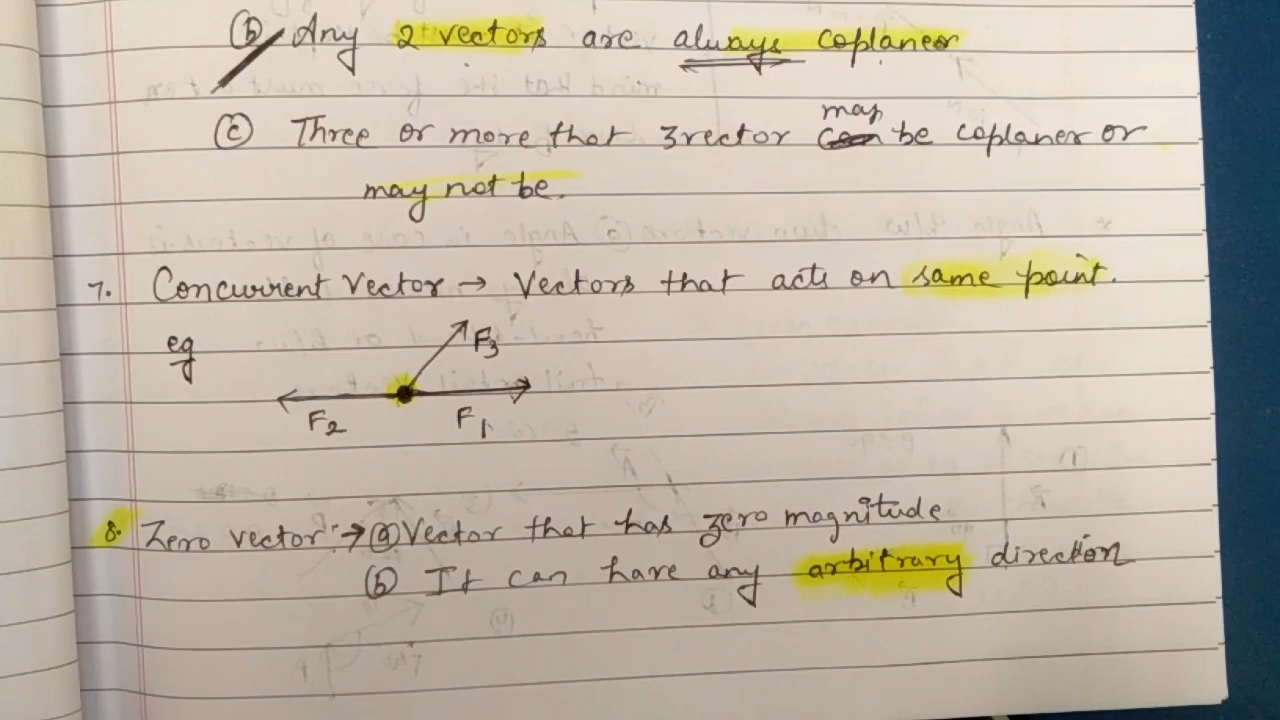 (b) Any 2 vectors are always coplaner
(c) Three or more that 3 vector may be coplaner or
may not be.
7. Concurrent Vector → Vectors that acts on same point.
eg
F3
F2 F1
8. Zero vector :→ (a) Vector that has zero magnitude
(b) It can have any arbitrary direction